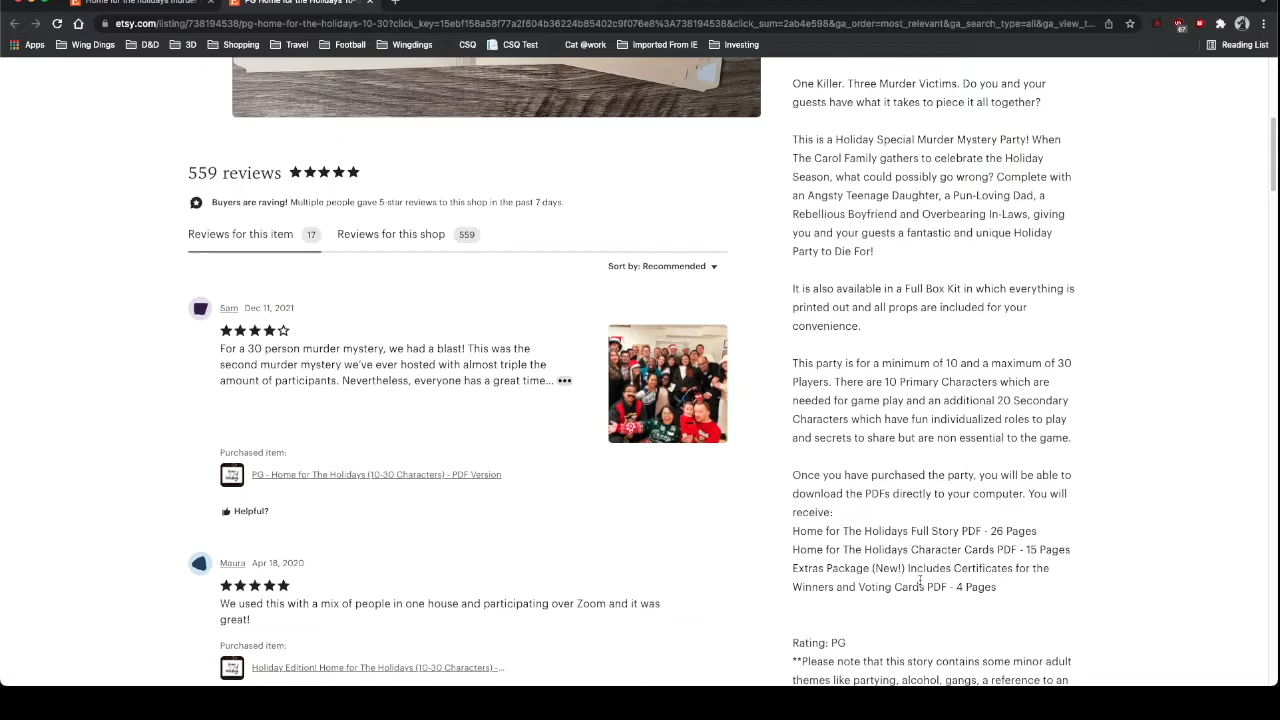 Home for the holidays murder
PG Home for the Holidays 10-
etsy.com/listing/738194538/pg-home-for-the-holidays-10-30?click_key=15ebf158a58f77a2f604b36224b85402c9f076e8%3A738194538&click_sum=2ab4e598&ga_order=most_relevant&ga_search_type=all&ga_view_t...
67
Apps
Wing Dings
D&D
Shopping
Travel
Football
Wingdings
CSQ
CSQ Test
Cat @work
Imported From IE
Investing
Reading List
559 reviews
Buyers are raving! Multiple people gave 5-star reviews to this shop in the past 7 days.
Reviews for this item 17
Reviews for this shop 559
Sort by: Recommended
Sam Dec 11, 2021
For a 30 person murder mystery, we had a blast! This was the
second murder mystery we've ever hosted with almost triple the
amount of participants. Nevertheless, everyone has a great time...
Purchased item:
PG - Home for The Holidays (10-30 Characters) - PDF Version
Helpful?
Maura Apr 18, 2020
We used this with a mix of people in one house and participating over Zoom and it was
great!
Purchased item:
Holiday Edition! Home for The Holidays (10-30 Characters) -...
One Killer. Three Murder Victims. Do you and your
guests have what it takes to piece it all together?
This is a Holiday Special Murder Mystery Party! When
The Carol Family gathers to celebrate the Holiday
Season, what could possibly go wrong? Complete with
an Angsty Teenage Daughter, a Pun-Loving Dad, a
Rebellious Boyfriend and Overbearing In-Laws, giving
you and your guests a fantastic and unique Holiday
Party to Die For!
It is also available in a Full Box Kit in which everything is
printed out and all props are included for your
convenience.
This party is for a minimum of 10 and a maximum of 30
Players. There are 10 Primary Characters which are
needed for game play and an additional 20 Secondary
Characters which have fun individualized roles to play
and secrets to share but are non essential to the game.
Once you have purchased the party, you will be able to
download the PDFs directly to your computer. You will
receive:
Home for The Holidays Full Story PDF - 26 Pages
Home for The Holidays Character Cards PDF - 15 Pages
Extras Package (New!) Includes Certificates for the
Winners and Voting Cards PDF - 4 Pages
Rating: PG
**Please note that this story contains some minor adult
themes like partying, alcohol, gangs, a reference to an